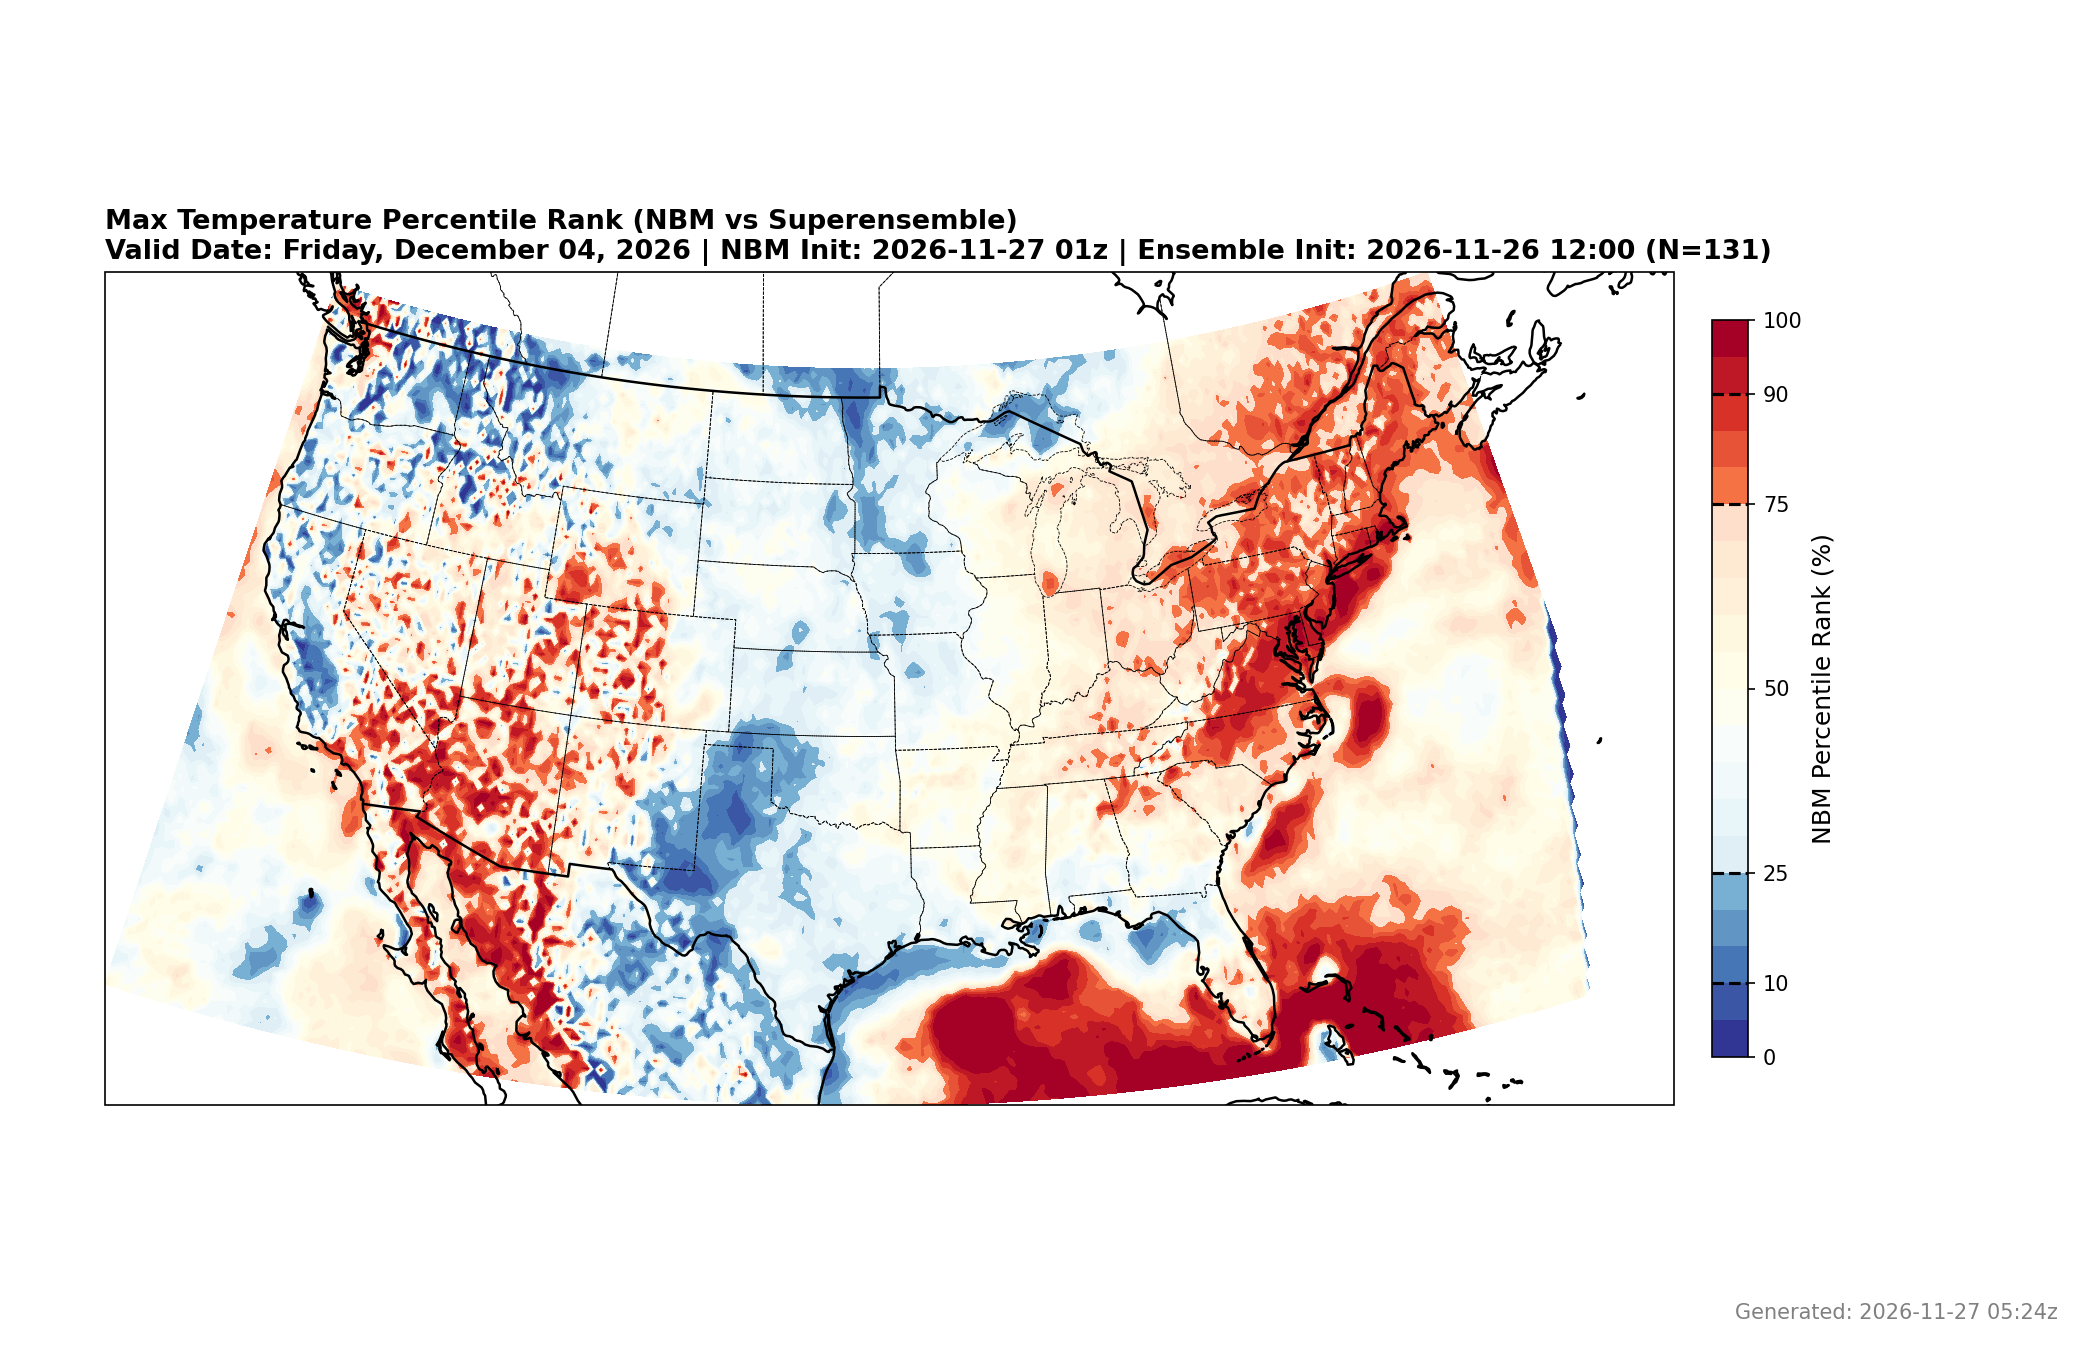 Max Temperature Percentile Rank (NBM vs Superensemble)
Valid Date: Friday, December 04, 2026 | NBM Init: 2026-11-27 01z | Ensemble Init: 2026-11-26 12:00 (N=131)
100
90
75
50
25
10
0
NBM Percentile Rank (%)
Generated: 2026-11-27 05:24z